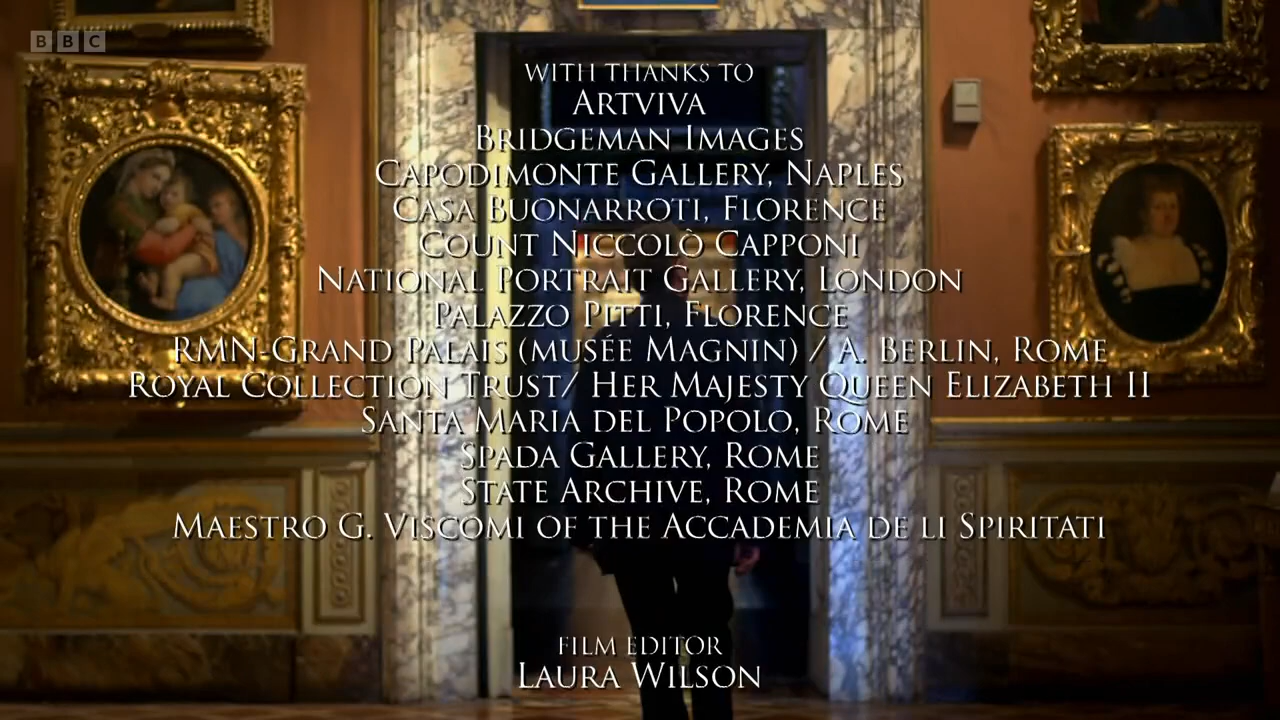 BBC
WITH THANKS TO
ARTVIVA
BRIDGEMAN IMAGES
CAPODIMONTE GALLERY, NAPLES
CASA BUONARROTI, FLORENCE
COUNT NICCOLÒ CAPPONI
NATIONAL PORTRAIT GALLERY, LONDON
PALAZZO PITTI, FLORENCE
RMN-GRAND PALAIS (MUSÉE MAGNIN) / A. BERLIN, ROME
ROYAL COLLECTION TRUST/ HER MAJESTY QUEEN ELIZABETH II
SANTA MARIA DEL POPOLO, ROME
SPADA GALLERY, ROME
STATE ARCHIVE, ROME
MAESTRO G. VISCOMI OF THE ACCADEMIA DE LI SPIRITATI
FILM EDITOR
LAURA WILSON